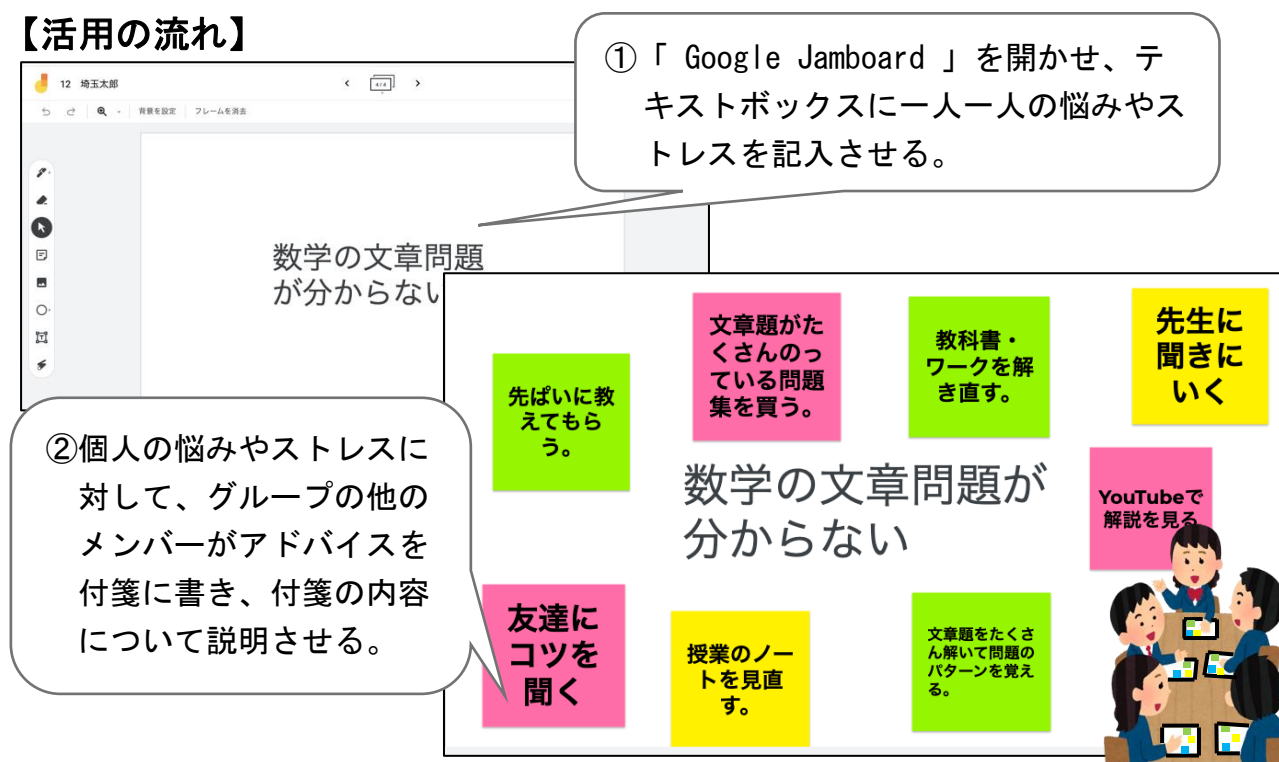 【活用の流れ】
①「 Google Jamboard 」を開かせ、テ
キストボックスに一人一人の悩みやス
トレスを記入させる。
12 埼玉太郎
4/4
背景を設定 フレームを消去
数学の文章問題
が分からない
②個人の悩みやストレスに
対して、グループの他の
メンバーがアドバイスを
付箋に書き、付箋の内容
について説明させる。
先ぱいに教
えてもら
う。
文章題がた
くさんのっ
ている問題
集を買う。
教科書・
ワークを解
き直す。
先生に
聞きに
いく
数学の文章問題が
分からない
YouTubeで
解説を見る
友達に
コツを
聞く
授業のノー
トを見直
す。
文章題をたくさ
ん解いて問題の
パターンを覚え
る。